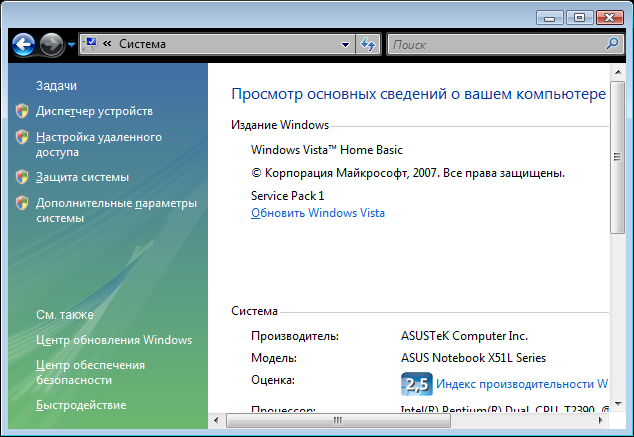 « Система
Поиск
Задачи
Диспетчер устройств
Настройка удаленного
доступа
Защита системы
Дополнительные параметры
системы
См. также
Центр обновления Windows
Центр обеспечения
безопасности
Быстродействие
Просмотр основных сведений о вашем компьютере
Издание Windows
Windows Vista™ Home Basic
© Корпорация Майкрософт, 2007. Все права защищены.
Service Pack 1
Обновить Windows Vista
Система
Производитель: ASUSTeK Computer Inc.
Модель: ASUS Notebook X51L Series
Оценка: 2,5 Индекс производительности W
Процессор: Intel(R) Pentium(R) Dual CPU T2390 @